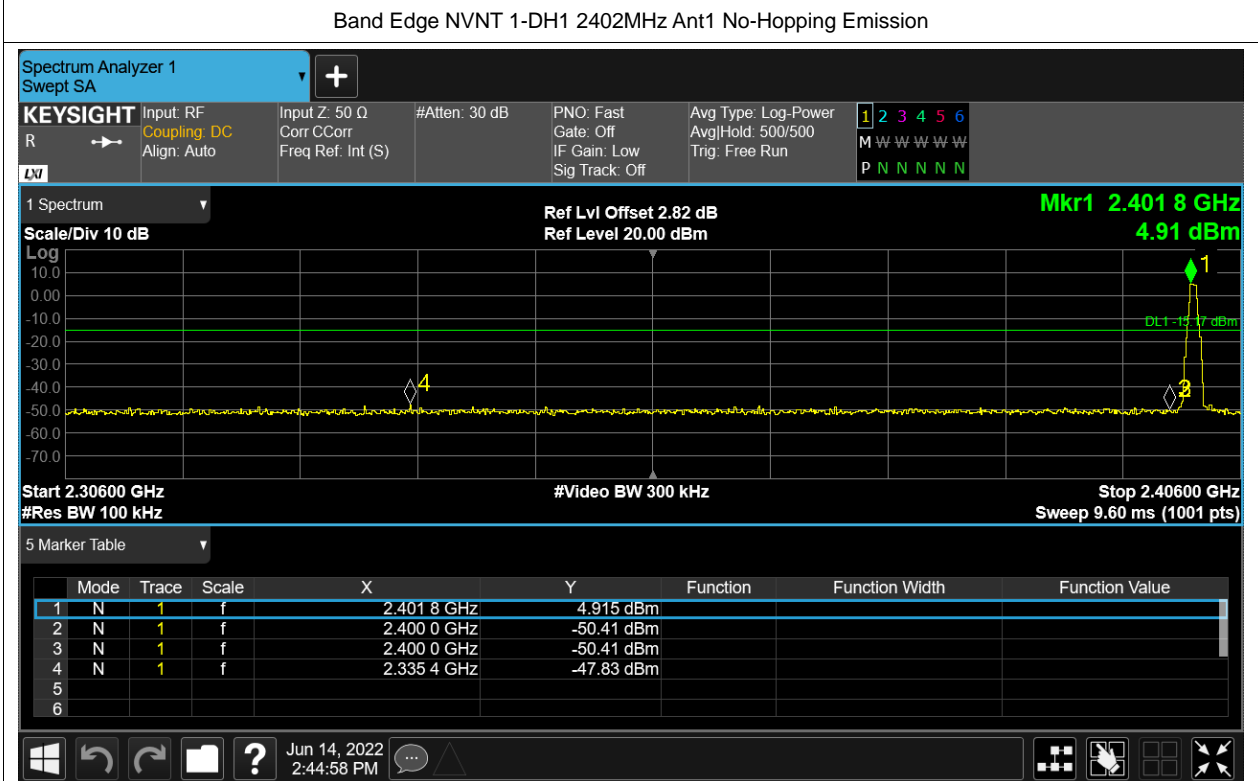 Band Edge NVNT 1-DH1 2402MHz Ant1 No-Hopping Emission
Spectrum Analyzer 1
Swept SA
▼
+
KEYSIGHT
R
LXI
Input: RF
Coupling: DC
Align: Auto
Input Z: 50 Ω
Corr CCorr
Freq Ref: Int (S)
#Atten: 30 dB
PNO: Fast
Gate: Off
IF Gain: Low
Sig Track: Off
Avg Type: Log-Power
Avg|Hold: 500/500
Trig: Free Run
1 2 3 4 5 6
M W W W W W
P N N N N N
1 Spectrum ▼
Scale/Div 10 dB
Ref Lvl Offset 2.82 dB
Ref Level 20.00 dBm
Mkr1 2.401 8 GHz
4.91 dBm
Log
10.0
0.00
-10.0
-20.0
-30.0
-40.0
-50.0
-60.0
-70.0
1
DL1 -15.17 dBm
4
2
Start 2.30600 GHz #Video BW 300 kHz Stop 2.40600 GHz
#Res BW 100 kHz Sweep 9.60 ms (1001 pts)
5 Marker Table ▼
Mode Trace Scale X Y Function Function Width Function Value
1 N 1 f 2.401 8 GHz 4.915 dBm
2 N 1 f 2.400 0 GHz -50.41 dBm
3 N 1 f 2.400 0 GHz -50.41 dBm
4 N 1 f 2.335 4 GHz -47.83 dBm
5
6
?
Jun 14, 2022
2:44:58 PM